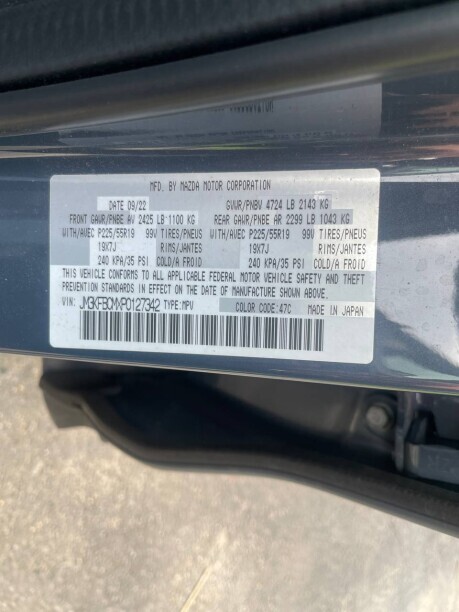 MFD. BY MAZDA MOTOR CORPORATION
DATE 09/22 GVWR/PNBV 4724 LB 2143 KG
FRONT GAWR/PNBE AV 2425 LB 1100 KG REAR GAWR/PNBE AR 2299 LB 1043 KG
WITH/AVEC P225/55R19 99V TIRES/PNEUS WITH/AVEC P225/55R19 99V TIRES/PNEUS
19X7J RIMS/JANTES 19X7J RIMS/JANTES
240 KPA/35 PSI COLD/A FROID 240 KPA/35 PSI COLD/A FROID
THIS VEHICLE CONFORMS TO ALL APPLICABLE FEDERAL MOTOR VEHICLE SAFETY AND THEFT
PREVENTION STANDARDS IN EFFECT ON THE DATE OF MANUFACTURE SHOWN ABOVE.
VIN: JM3KFBCMXP0127342 TYPE:MPV COLOR CODE:47C MADE IN JAPAN